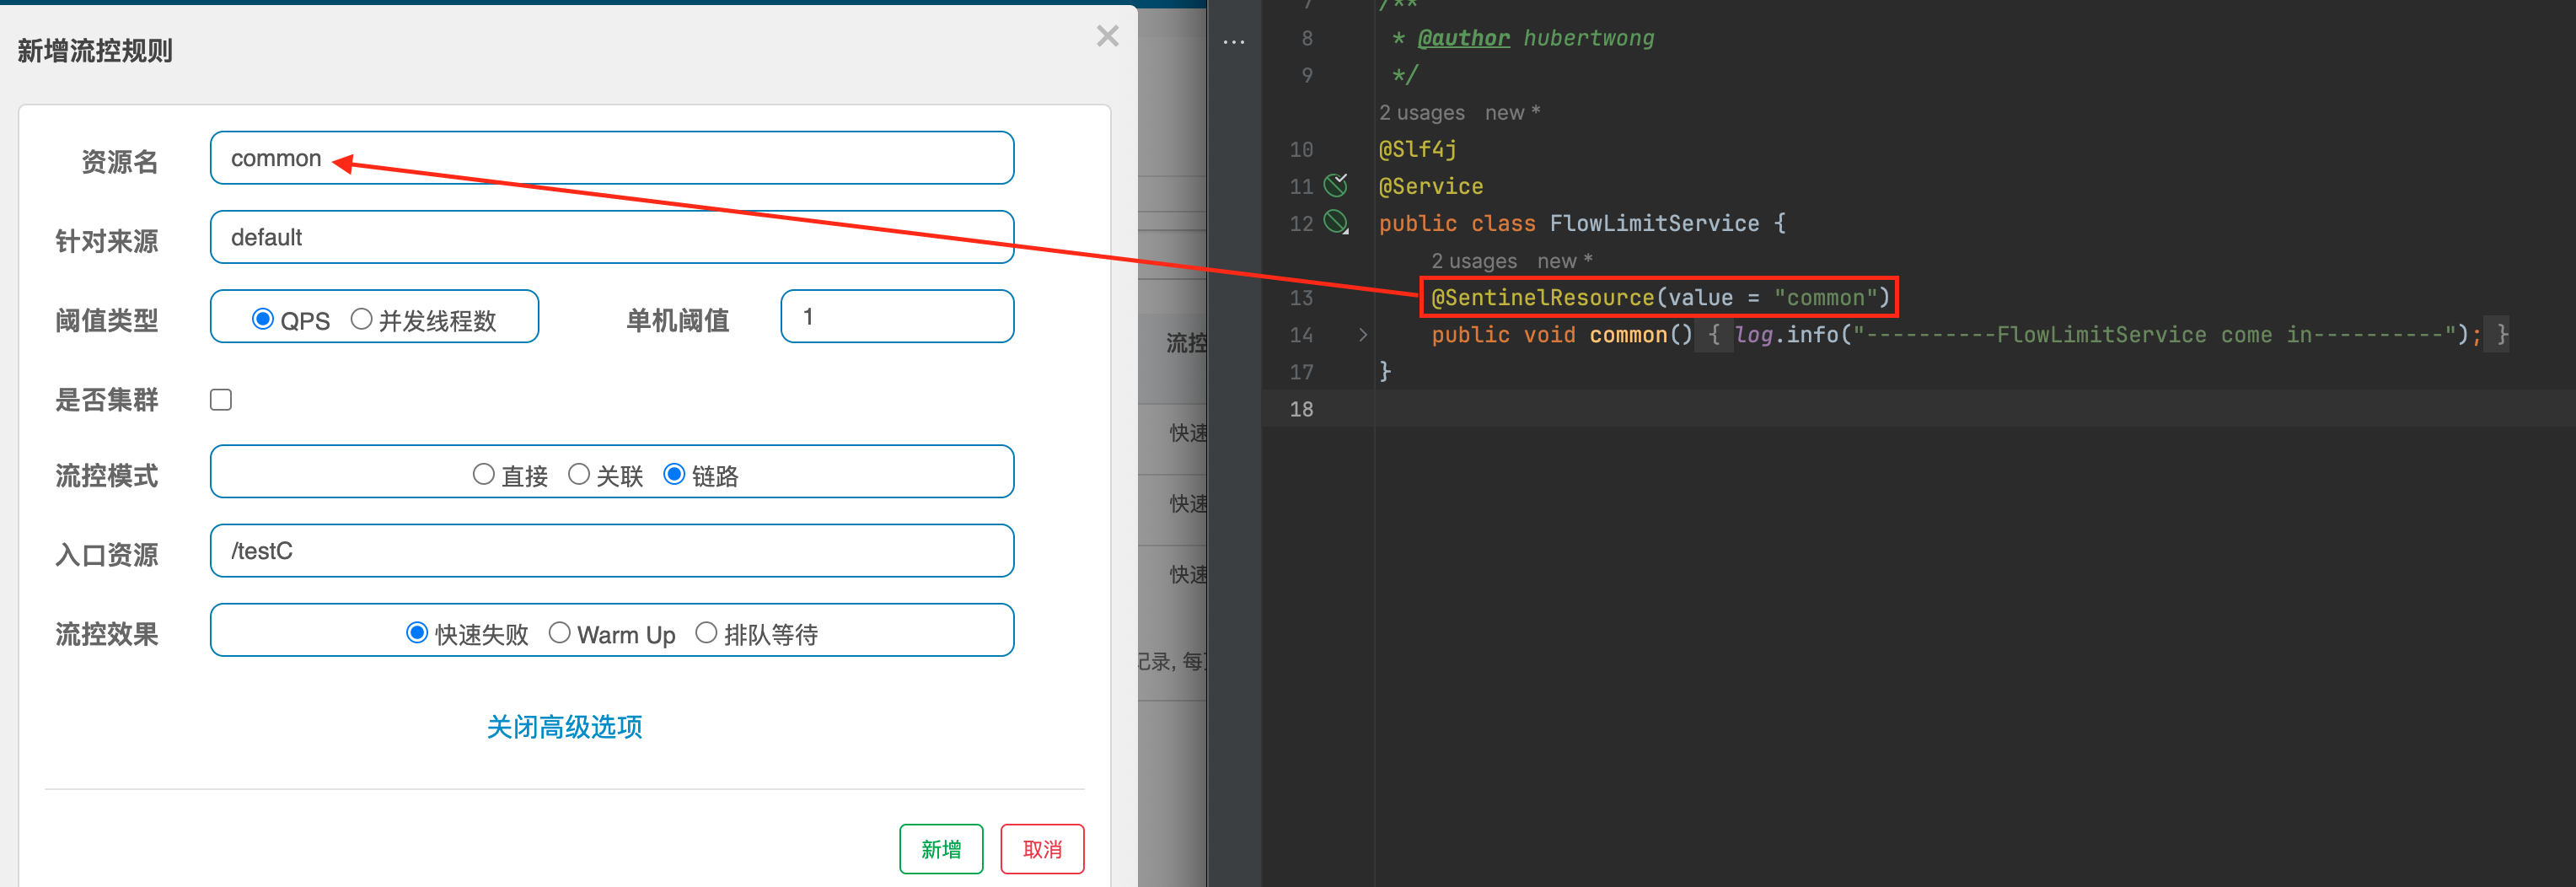 新增流控规则
×
资源名
common
针对来源
default
阈值类型
QPS
并发线程数
单机阈值
1
是否集群
流控模式
直接
关联
链路
入口资源
/testC
流控效果
快速失败
Warm Up
排队等待
关闭高级选项
新增
取消
流控
快速
快速
快速
记录, 每
...
7 /**
8 * @author hubertwong
9 */
2 usages new *
10 @Slf4j
11 @Service
12 public class FlowLimitService {
2 usages new *
13 @SentinelResource(value = "common")
14 public void common() { log.info("----------FlowLimitService come in----------"); }
17 }
18